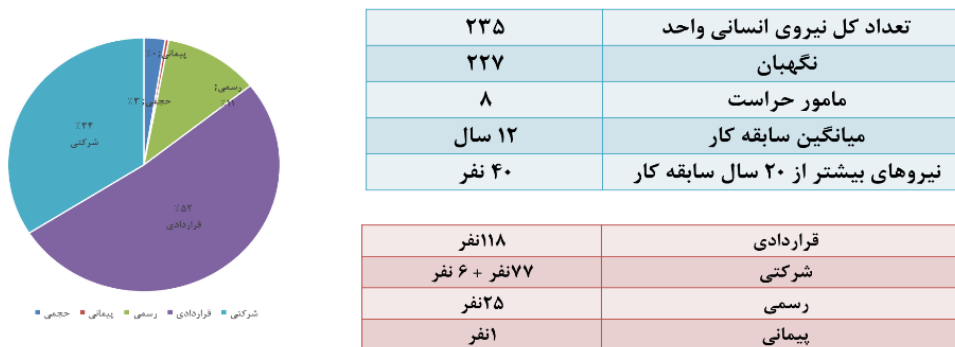 تعداد کل نیروی انسانی واحد ۲۳۵
نگهبان ۲۲۷
مامور حراست ۸
میانگین سابقه کار ۱۲ سال
نیروهای بیشتر از ۲۰ سال سابقه کار ۴۰ نفر
قراردادی ۱۱۸نفر
شرکتی ۷۷نفر + ۶ نفر
رسمی ۲۵نفر
پیمانی ۱نفر
پیمانی؛ ۰٪
رسمی؛
۱۱٪
حجمی؛ ۳٪
۳۴٪
شرکتی
۵۲٪
قراردادی
شرکتی قراردادی رسمی پیمانی حجمی